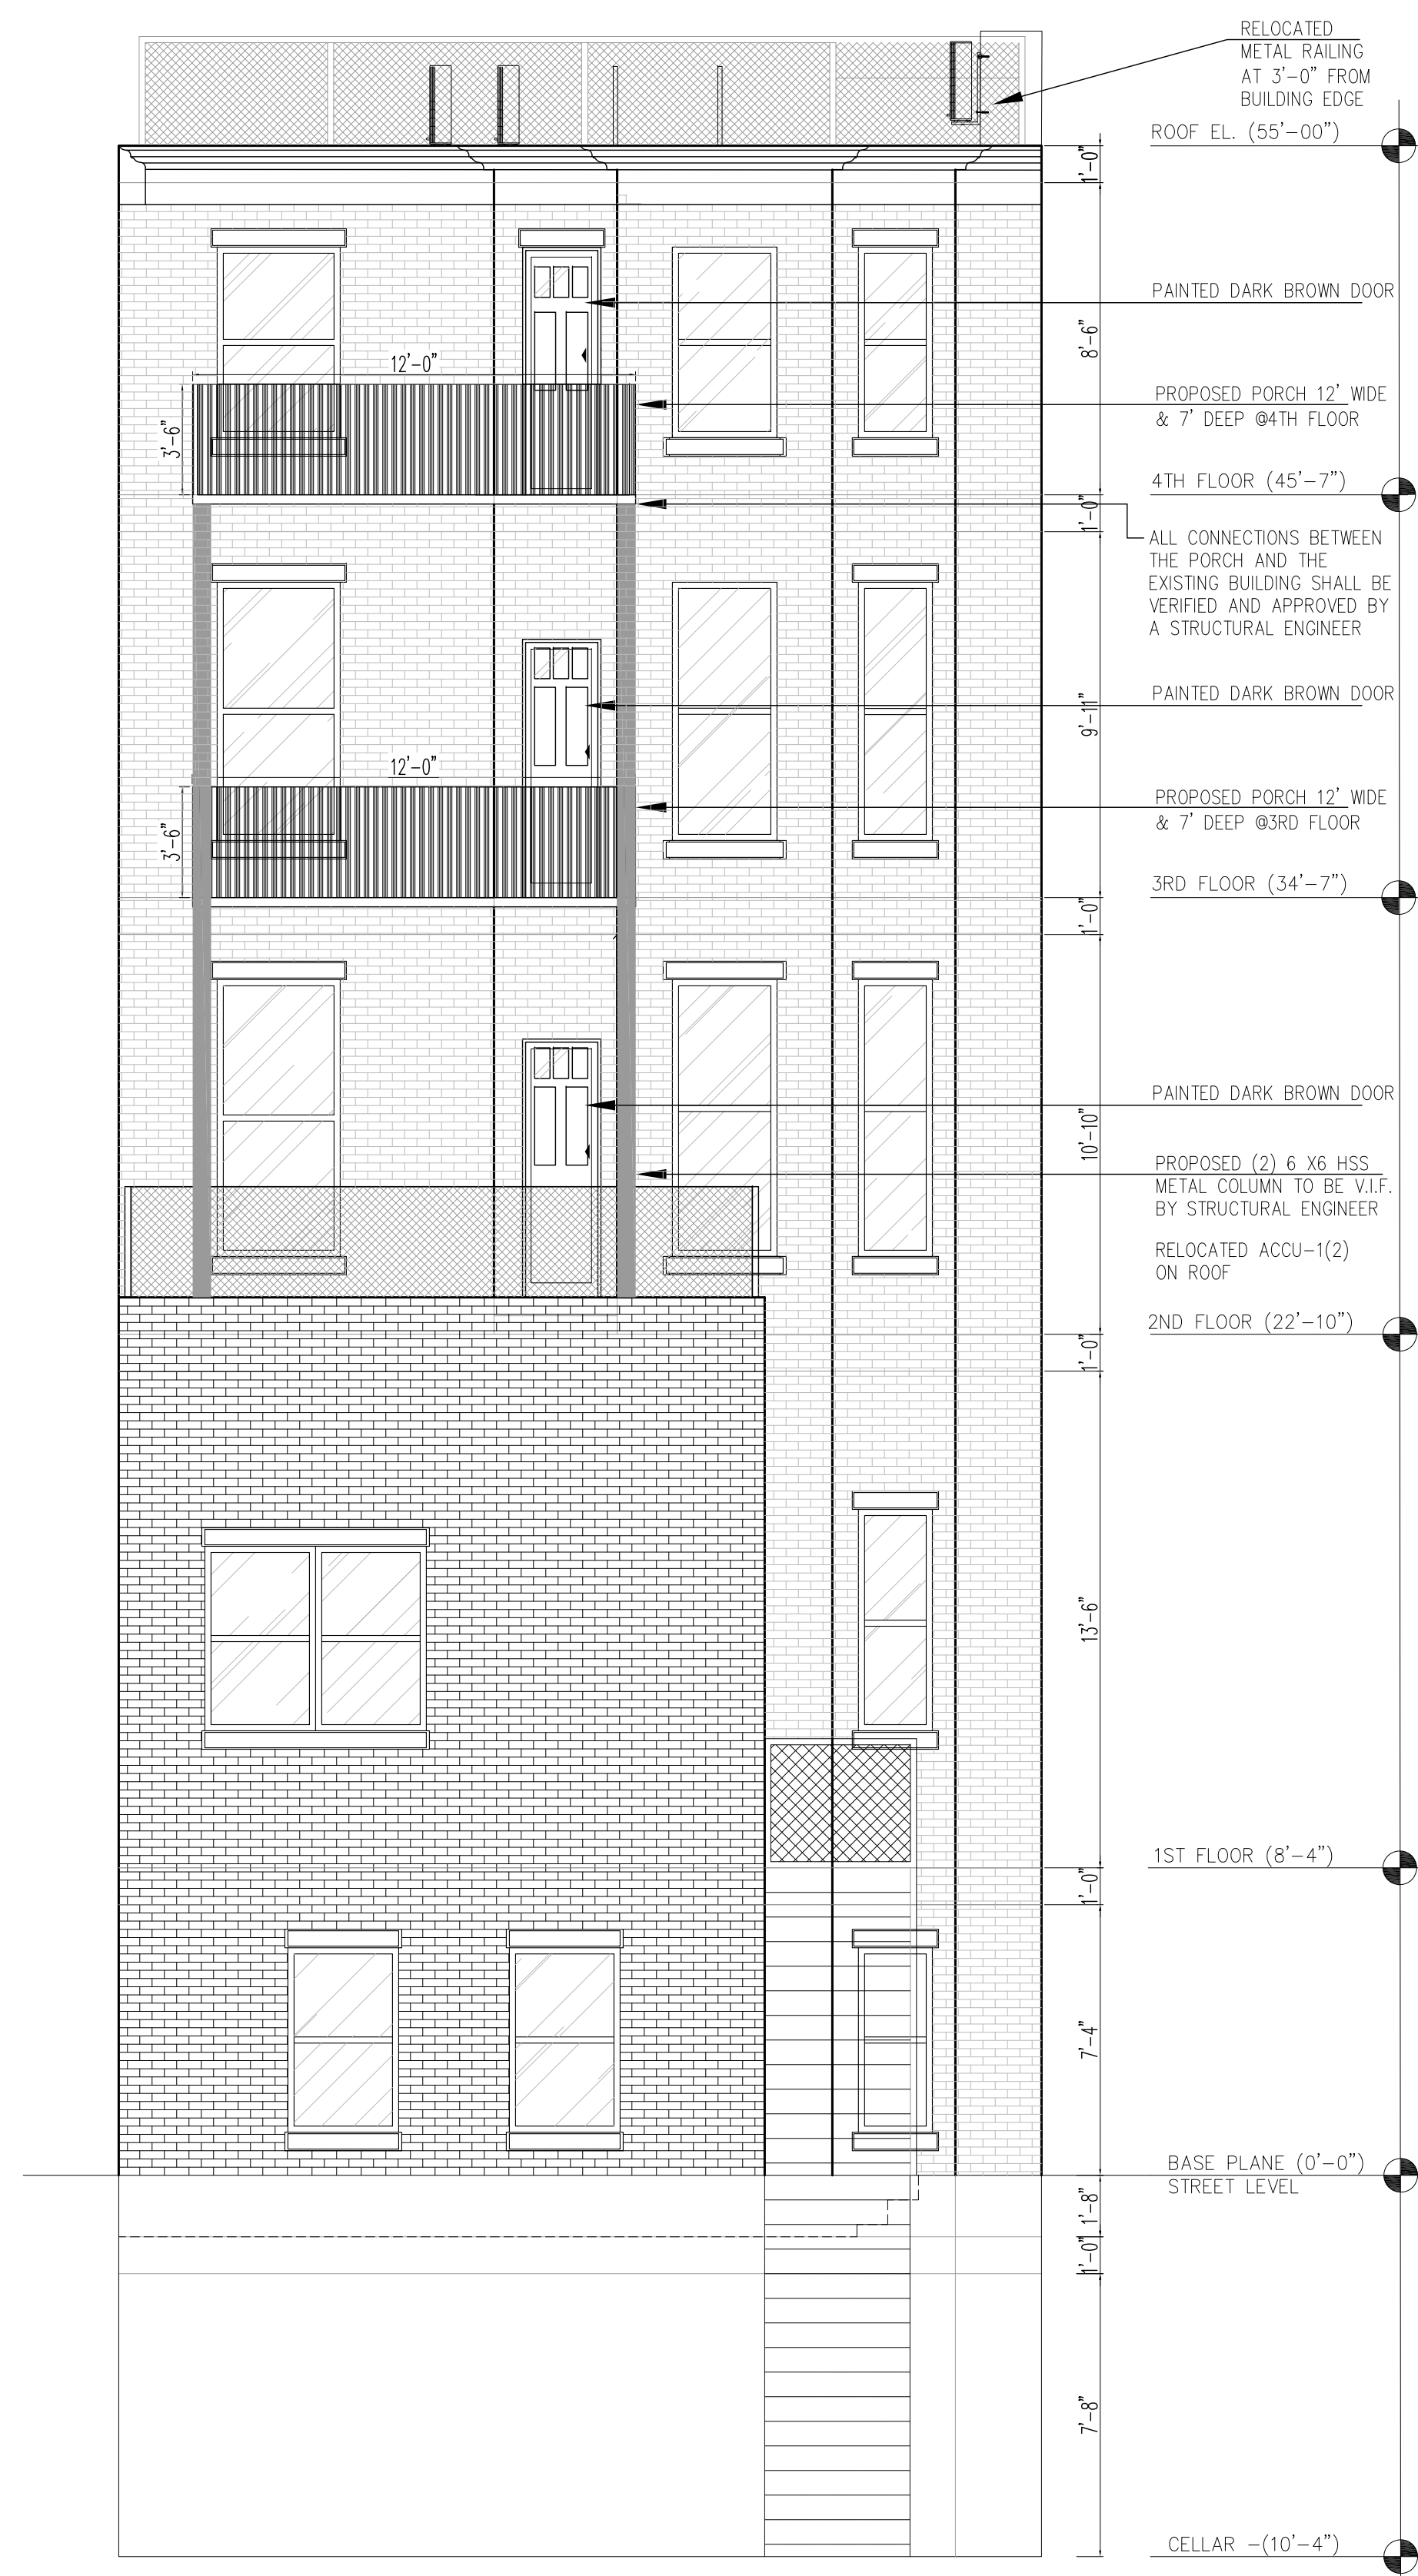 RELOCATED
METAL RAILING
AT 3'-0" FROM
BUILDING EDGE
ROOF EL. (55'-00")
1'-0"
PAINTED DARK BROWN DOOR
8'-6"
12'-0"
PROPOSED PORCH 12' WIDE
& 7' DEEP @4TH FLOOR
3'-6"
4TH FLOOR (45'-7")
1'-0"
ALL CONNECTIONS BETWEEN
THE PORCH AND THE
EXISTING BUILDING SHALL BE
VERIFIED AND APPROVED BY
A STRUCTURAL ENGINEER
PAINTED DARK BROWN DOOR
9'-11"
12'-0"
PROPOSED PORCH 12' WIDE
& 7' DEEP @3RD FLOOR
3'-6"
3RD FLOOR (34'-7")
1'-0"
PAINTED DARK BROWN DOOR
10'-10"
PROPOSED (2) 6 X6 HSS
METAL COLUMN TO BE V.I.F.
BY STRUCTURAL ENGINEER
RELOCATED ACCU-1(2)
ON ROOF
2ND FLOOR (22'-10")
1'-0"
13'-6"
1ST FLOOR (8'-4")
1'-0"
7'-4"
BASE PLANE (0'-0")
STREET LEVEL
1'-8"
1'-0"
7'-8"
CELLAR -(10'-4")